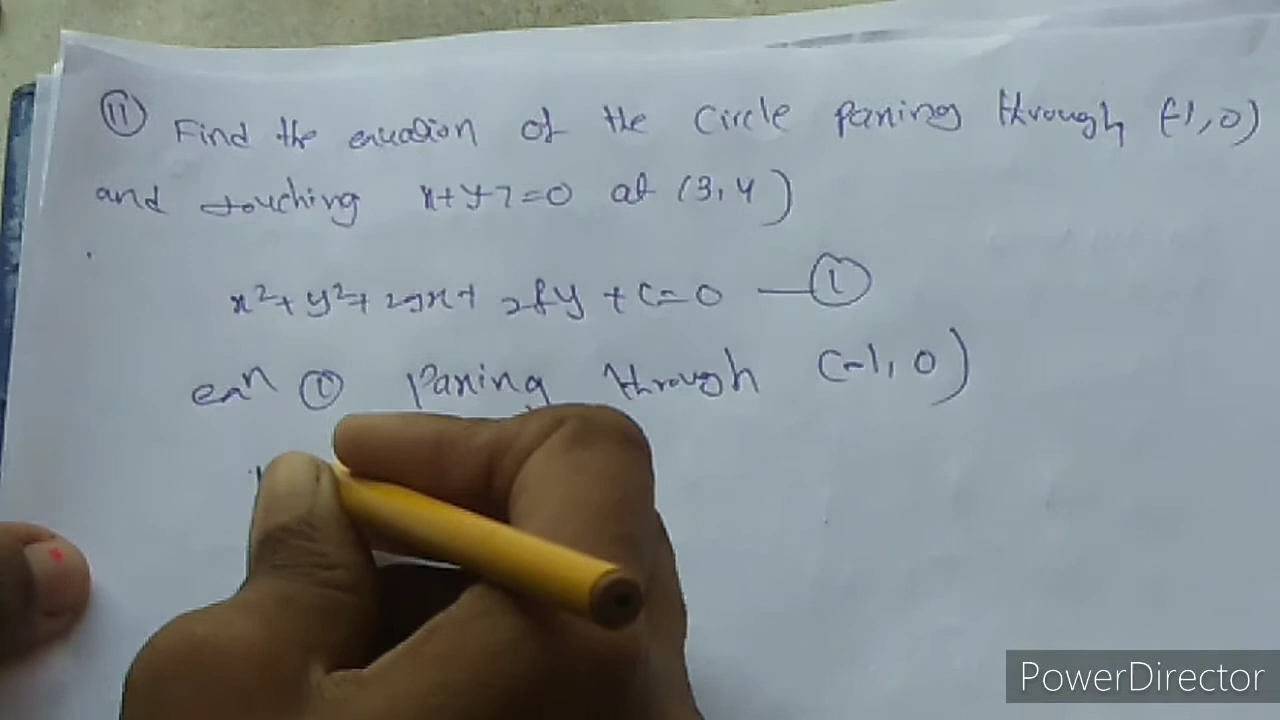 11 Find the equation of the circle passing through (-1, 0)
and touching x+y-7=0 at (3, 4)
x²+y²+2gx+2fy+c=0 — 1
eqn 1 passing through (-1, 0)
PowerDirector